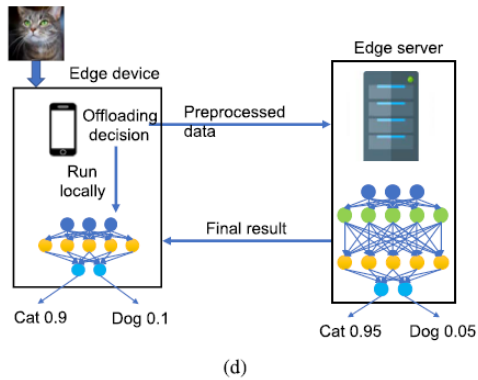 Edge device
Edge server
Offloading
decision
Preprocessed
data
Run
locally
Final result
Cat 0.9
Dog 0.1
Cat 0.95
Dog 0.05
(d)